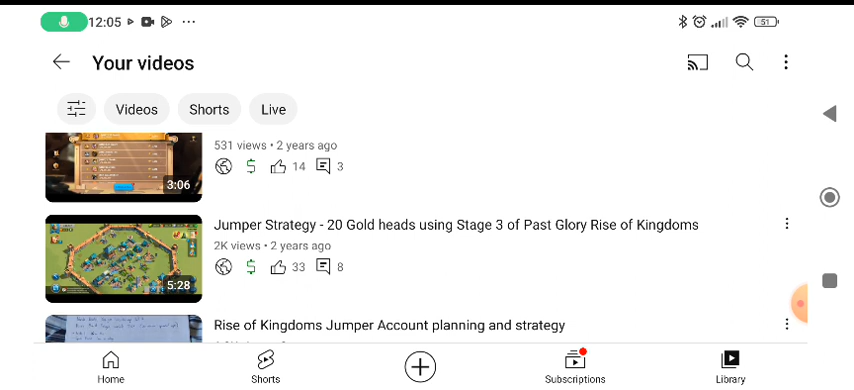 12:05
51
Your videos
Videos
Shorts
Live
531 views • 2 years ago
14
3
3:06
Jumper Strategy - 20 Gold heads using Stage 3 of Past Glory Rise of Kingdoms
2K views • 2 years ago
33
8
5:28
Rise of Kingdoms Jumper Account planning and strategy
Home
Shorts
Subscriptions
Library